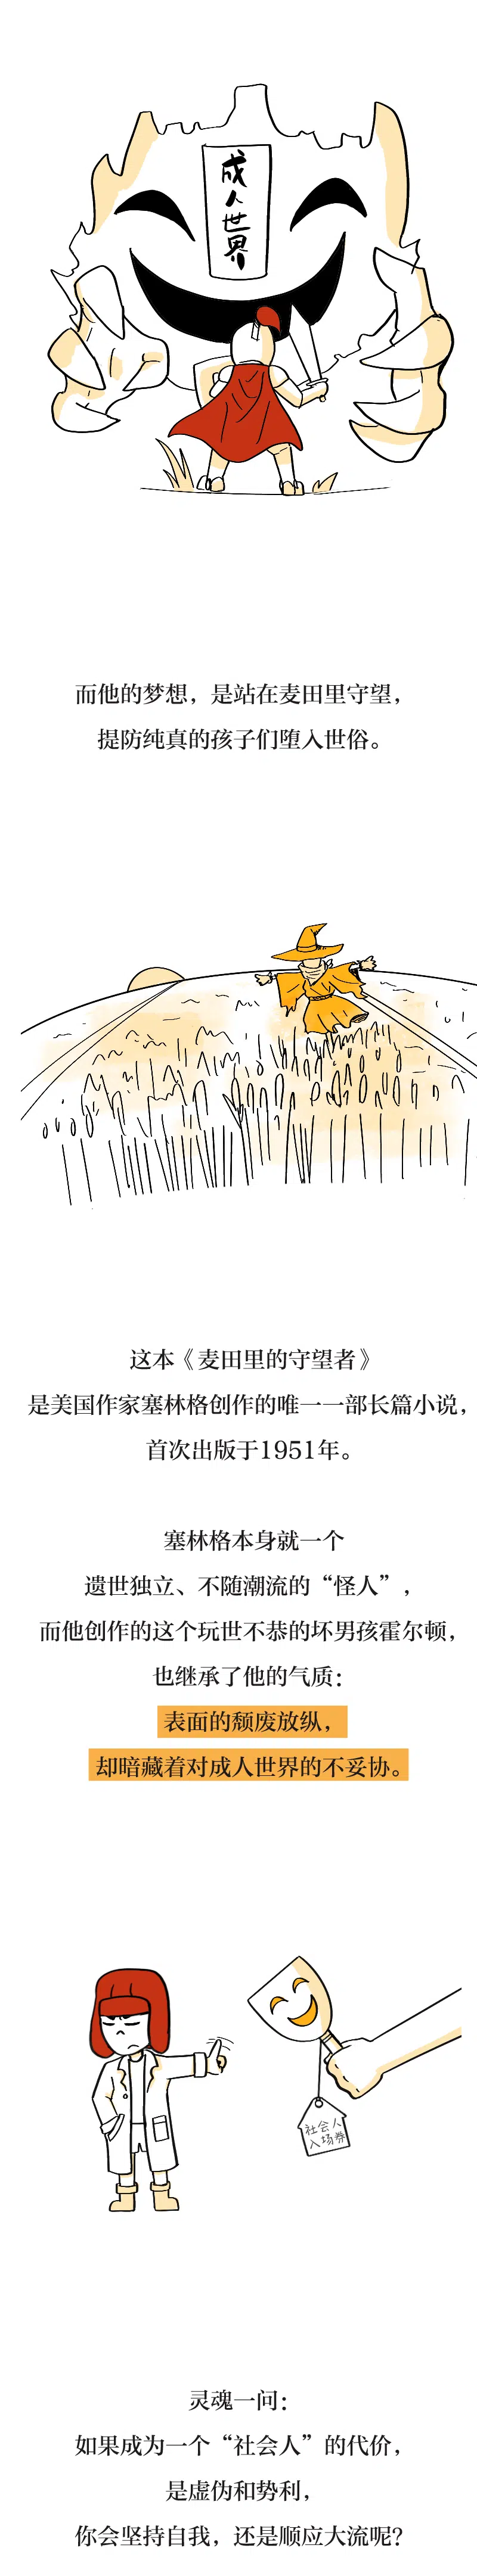 成人世界
而他的梦想，是站在麦田里守望，
提防纯真的孩子们堕入世俗。
这本《麦田里的守望者》
是美国作家塞林格创作的唯一一部长篇小说，
首次出版于1951年。
塞林格本身就一个
遗世独立、不随潮流的“怪人”，
而他创作的这个玩世不恭的坏男孩霍尔顿，
也继承了他的气质：
表面的颓废放纵，
却暗藏着对成人世界的不妥协。
社会人
入场券
灵魂一问：
如果成为一个“社会人”的代价，
是虚伪和势利，
你会坚持自我，还是顺应大流呢？